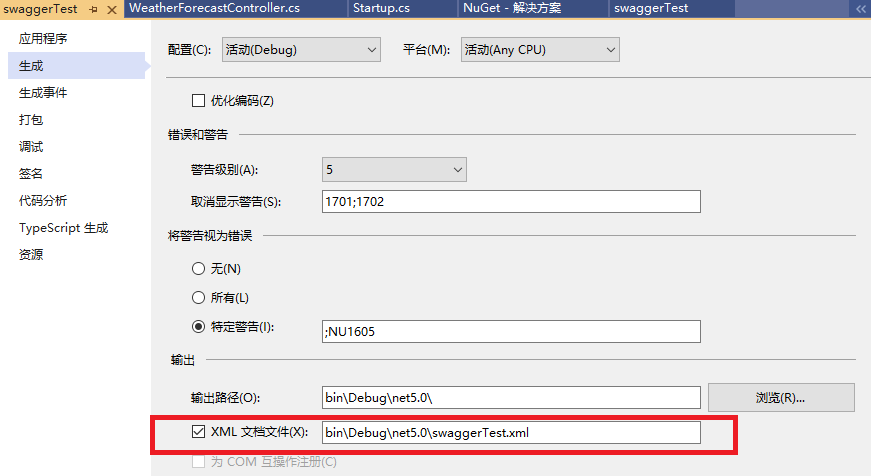 swaggerTest WeatherForecastController.cs Startup.cs NuGet - 解决方案 swaggerTest
应用程序
生成
生成事件
打包
调试
签名
代码分析
TypeScript 生成
资源
配置(C): 活动(Debug) 平台(M): 活动(Any CPU)
优化编码(Z)
错误和警告
警告级别(A): 5
取消显示警告(S): 1701;1702
将警告视为错误
无(N)
所有(L)
特定警告(I): ;NU1605
输出
输出路径(O): bin\Debug\net5.0\ 浏览(R)...
XML 文档文件(X): bin\Debug\net5.0\swaggerTest.xml
为 COM 互操作注册(C)